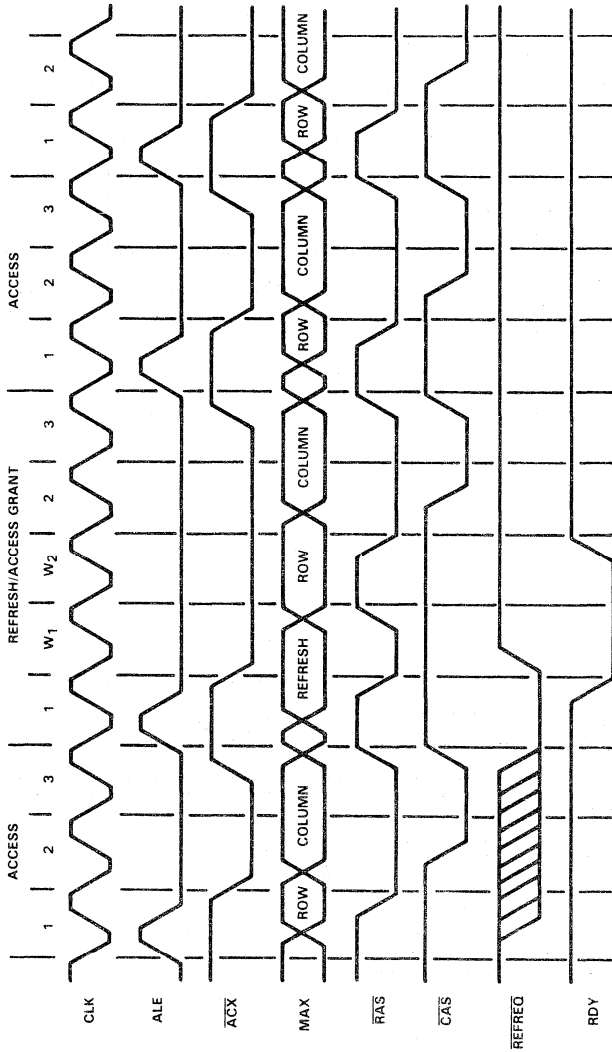 ACCESS REFRESH/ACCESS GRANT ACCESS
1 2 3 1 W1 W2 2 3 1 2 3 1 2
CLK
ALE
ACX
MAX ROW COLUMN REFRESH ROW COLUMN ROW COLUMN ROW COLUMN
RAS
CAS
REFREQ
RDY